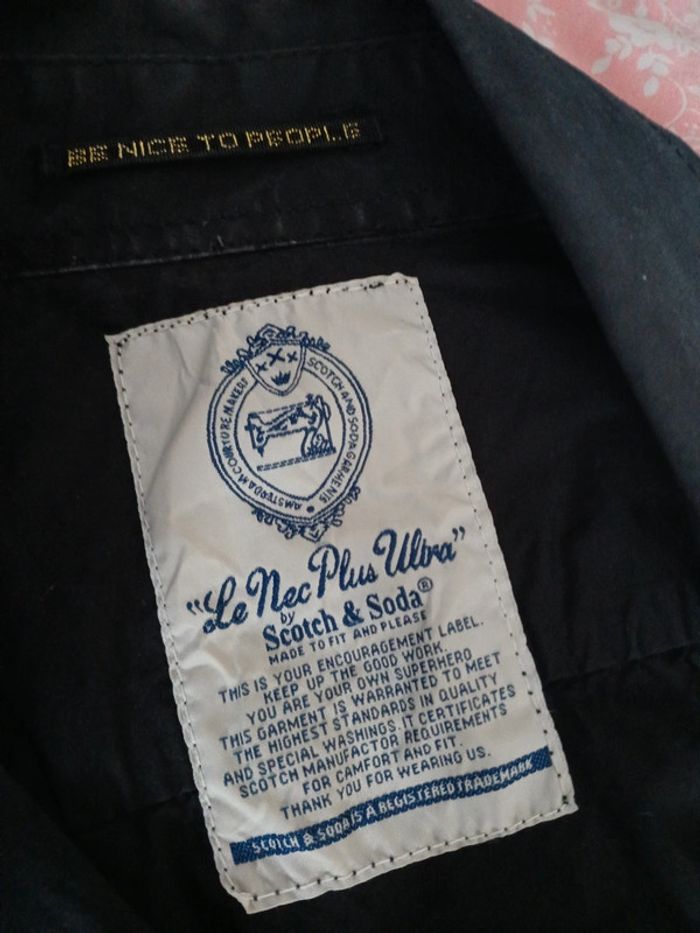 BE NICE TO PEOPLE
AMSTERDAM COUTURE MAKERS
SCOTCH AND SODA GARMENTS
"Le Nec Plus Ultra"
by
Scotch & Soda®
MADE TO FIT AND PLEASE
THIS IS YOUR ENCOURAGEMENT LABEL.
KEEP UP THE GOOD WORK.
YOU ARE YOUR OWN SUPERHERO
THIS GARMENT IS WARRANTED TO MEET
THE HIGHEST STANDARDS IN QUALITY
AND SPECIAL WASHINGS. IT CERTIFICATES
SCOTCH MANUFACTOR REQUIREMENTS
FOR CAMFORT AND FIT.
THANK YOU FOR WEARING US.
SCOTCH & SODA IS A REGISTERED TRADEMARK